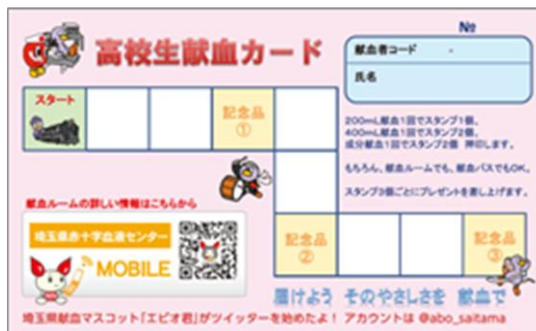 №
高校生献血カード
献血者コード -
氏名
スタート
記念品
①
200mL献血1回でスタンプ1個、
400mL献血1回でスタンプ2個、
成分献血1回でスタンプ2個 押印します。
もちろん、献血ルームでも、献血バスでもOK。
スタンプ3個ごとにプレゼントを差し上げます。
献血ルームの詳しい情報はこちらから
埼玉県赤十字血液センター
MOBILE
記念品
②
記念品
③
届けよう そのやさしさを 献血で
埼玉県献血マスコット「エピオ君」がツイッターを始めたよ! アカウントは @abo_saitama